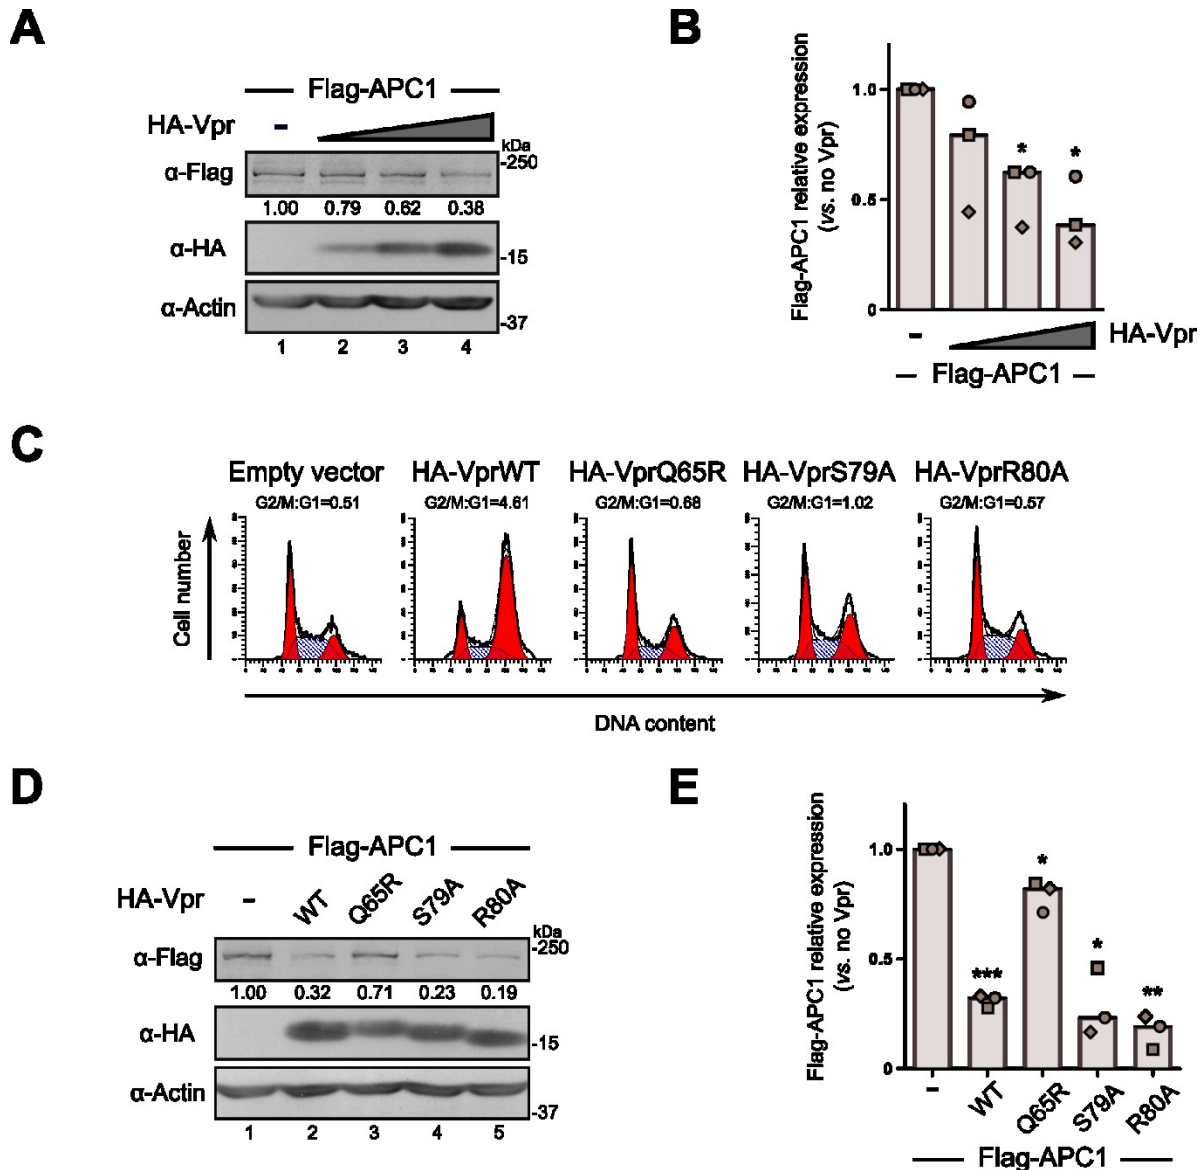 A
Flag-APC1
HA-Vpr -
kDa
α-Flag -250
1.00 0.79 0.62 0.38
α-HA -15
α-Actin
-37
1 2 3 4
B
Flag-APC1 relative expression
(vs. no Vpr)
1.0
0.5
0
* *
- HA-Vpr
Flag-APC1
C
Empty vector HA-VprWT HA-VprQ65R HA-VprS79A HA-VprR80A
G2/M:G1=0.51 G2/M:G1=4.61 G2/M:G1=0.68 G2/M:G1=1.02 G2/M:G1=0.57
Cell number
DNA content
D
Flag-APC1
HA-Vpr - WT Q65R S79A R80A
kDa
α-Flag -250
1.00 0.32 0.71 0.23 0.19
α-HA -15
α-Actin
-37
1 2 3 4 5
E
Flag-APC1 relative expression
(vs. no Vpr)
1.0
0.5
0
*** * * **
- WT Q65R S79A R80A
Flag-APC1